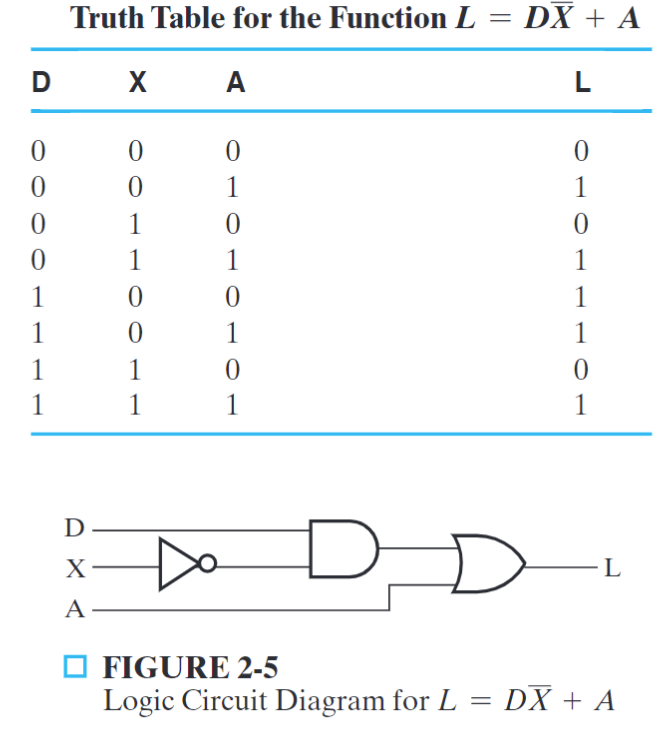 Truth Table for the Function L = DX̅ + A
D X A L
0 0 0 0
0 0 1 1
0 1 0 0
0 1 1 1
1 0 0 1
1 0 1 1
1 1 0 0
1 1 1 1
D
X
L
A
FIGURE 2-5
Logic Circuit Diagram for L = DX̅ + A